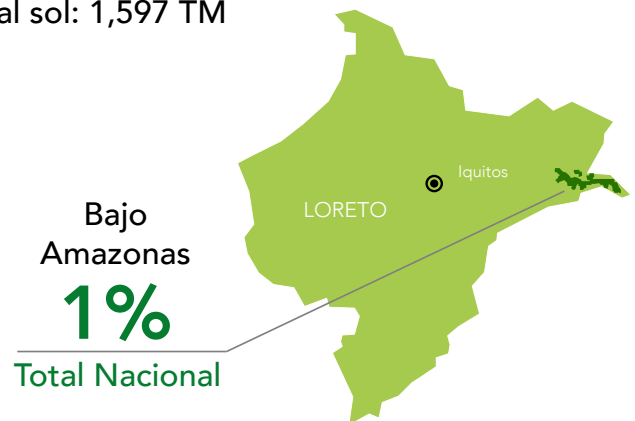 al sol: 1,597 TM
Iquitos
LORETO
Bajo
Amazonas
1%
Total Nacional